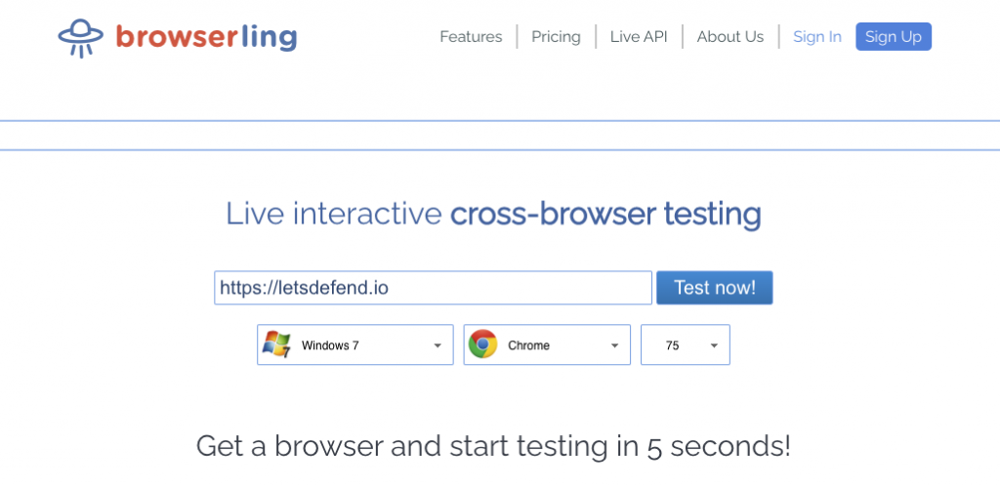 browserling Features Pricing Live API About Us Sign In Sign Up
Live interactive cross-browser testing
https://letsdefend.io Test now!
7 Windows 7 Chrome 75
Get a browser and start testing in 5 seconds!